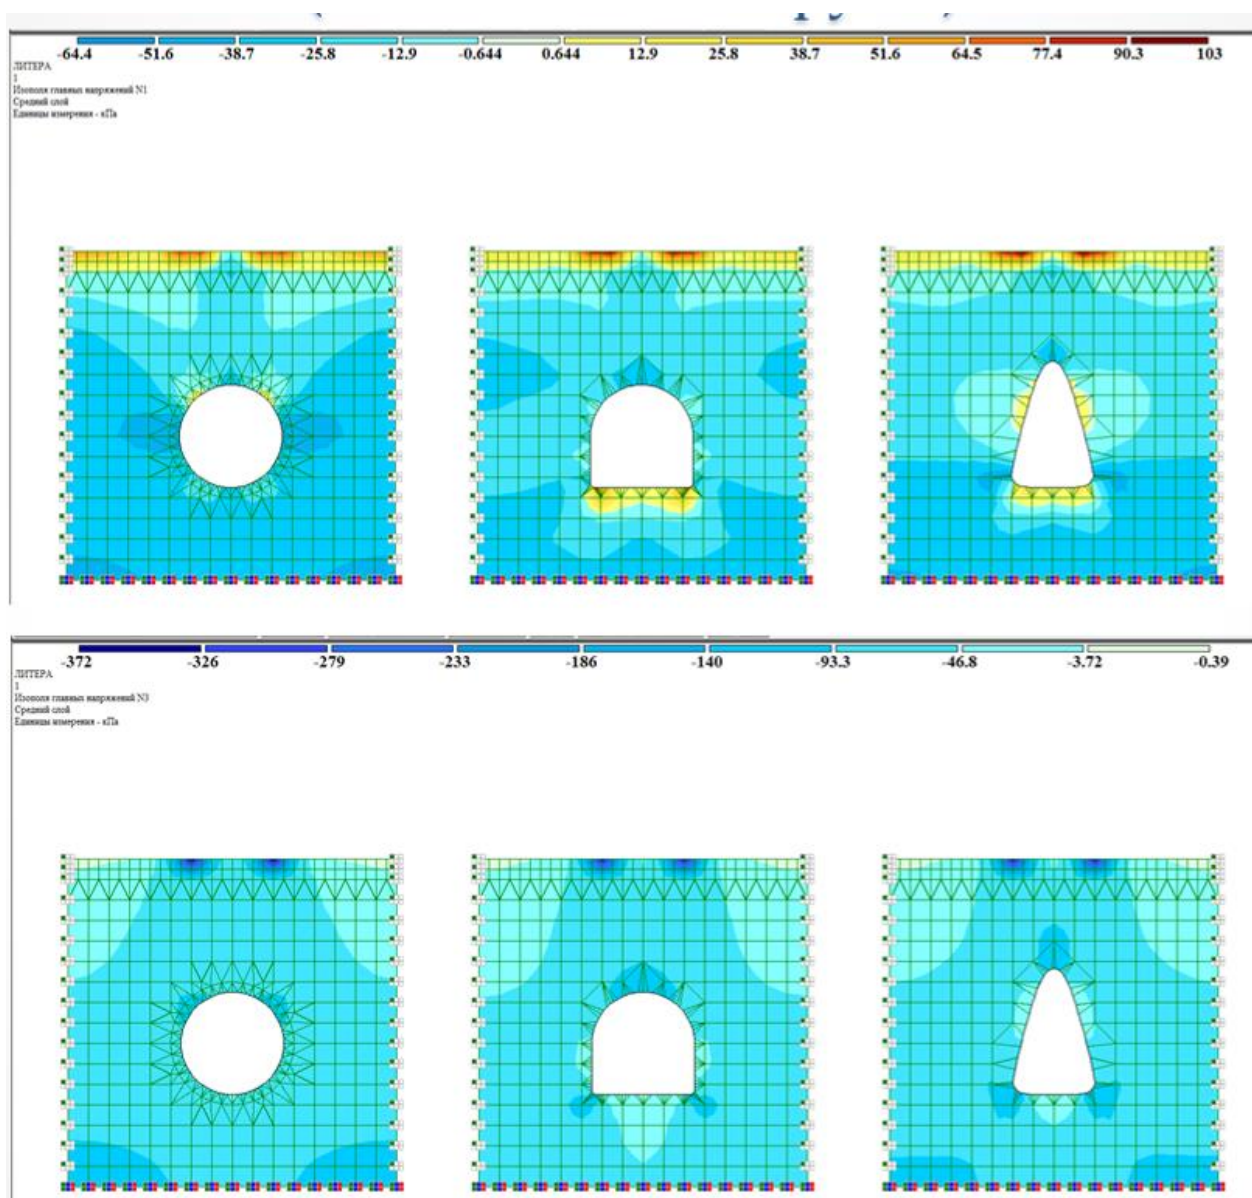 -64.4 -51.6 -38.7 -25.8 -12.9 -0.644 0.644 12.9 25.8 38.7 51.6 64.5 77.4 90.3 103
ЛИТЕРА
1
Изополя главных напряжений N1
Средний слой
Единицы измерения - кПа
-372 -326 -279 -233 -186 -140 -93.3 -46.8 -3.72 -0.39
ЛИТЕРА
1
Изополя главных напряжений N3
Средний слой
Единицы измерения - кПа